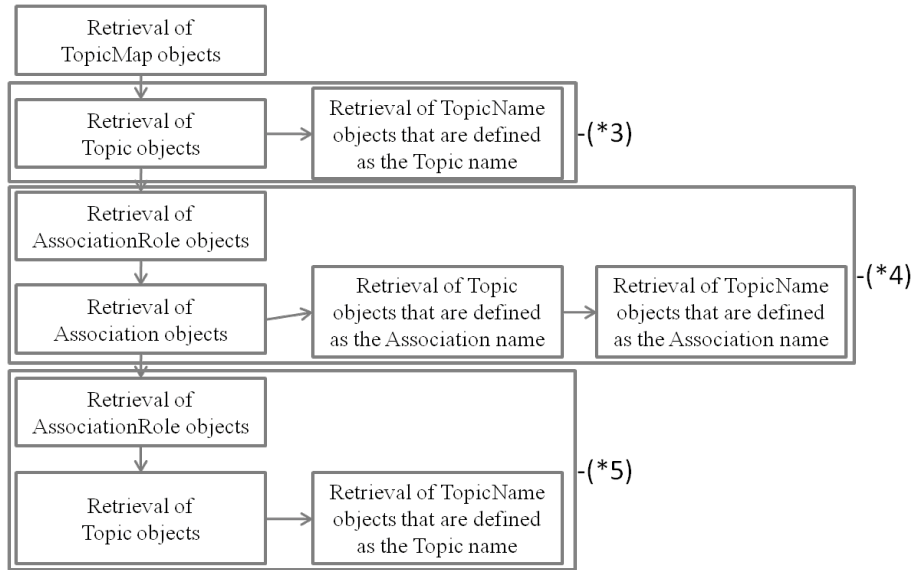 Retrieval of
TopicMap objects
Retrieval of
Topic objects
Retrieval of TopicName
objects that are defined
as the Topic name
-(*3)
Retrieval of
AssociationRole objects
Retrieval of
Association objects
Retrieval of Topic
objects that are defined
as the Association name
Retrieval of TopicName
objects that are defined
as the Association name
-(*4)
Retrieval of
AssociationRole objects
Retrieval of
Topic objects
Retrieval of TopicName
objects that are defined
as the Topic name
-(*5)